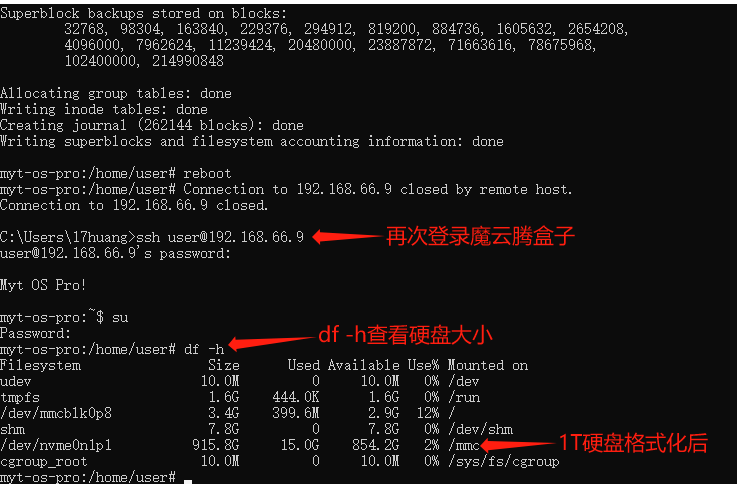 Superblock backups stored on blocks:
32768, 98304, 163840, 229376, 294912, 819200, 884736, 1605632, 2654208,
4096000, 7962624, 11239424, 20480000, 23887872, 71663616, 78675968,
102400000, 214990848
Allocating group tables: done
Writing inode tables: done
Creating journal (262144 blocks): done
Writing superblocks and filesystem accounting information: done
myt-os-pro:/home/user# reboot
myt-os-pro:/home/user# Connection to 192.168.66.9 closed by remote host.
Connection to 192.168.66.9 closed.
C:\Users\17huang>ssh user@192.168.66.9 再次登录魔云腾盒子
user@192.168.66.9's password:
Myt OS Pro!
myt-os-pro:~$ su
Password:
myt-os-pro:/home/user# df -h df -h查看硬盘大小
Filesystem Size Used Available Use% Mounted on
udev 10.0M 0 10.0M 0% /dev
tmpfs 1.6G 444.0K 1.6G 0% /run
/dev/mmcblk0p8 3.4G 399.6M 2.9G 12% /
shm 7.8G 0 7.8G 0% /dev/shm
/dev/nvme0n1p1 915.8G 15.0G 854.2G 2% /mmc 1T硬盘格式化后
cgroup_root 10.0M 0 10.0M 0% /sys/fs/cgroup
myt-os-pro:/home/user#